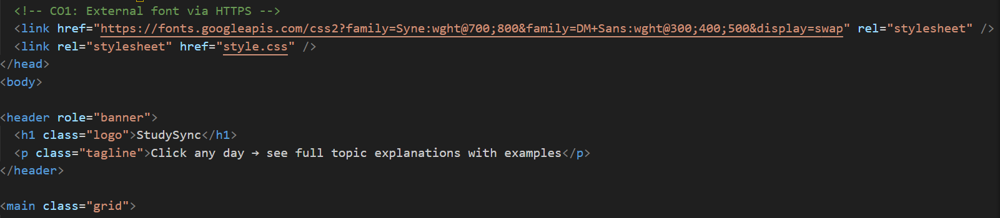 <!-- CO1: External font via HTTPS -->
<link href="https://fonts.googleapis.com/css2?family=Syne:wght@700;800&family=DM+Sans:wght@300;400;500&display=swap" rel="stylesheet" />
<link rel="stylesheet" href="style.css" />
</head>
<body>
<header role="banner">
<h1 class="logo">StudySync</h1>
<p class="tagline">Click any day → see full topic explanations with examples</p>
</header>
<main class="grid">